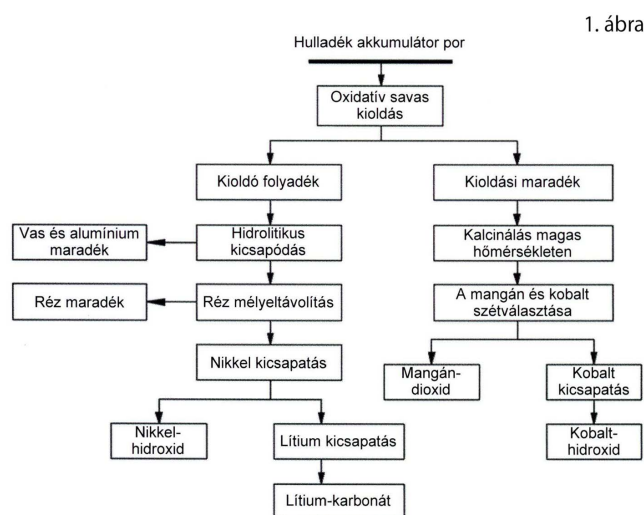 1. ábra
Hulladék akkumulátor por
Oxidatív savas
kioldás
Kioldó folyadék
Kioldási maradék
Vas és alumínium
maradék
Hidrolitikus
kicsapódás
Kalcinálás magas
hőmérsékleten
Réz maradék
Réz mélyeltávolítás
A mangán és kobalt
szétválasztása
Nikkel kicsapatás
Mangán-
dioxid
Kobalt
kicsapatás
Nikkel-
hidroxid
Lítium kicsapatás
Kobalt-
hidroxid
Lítium-karbonát